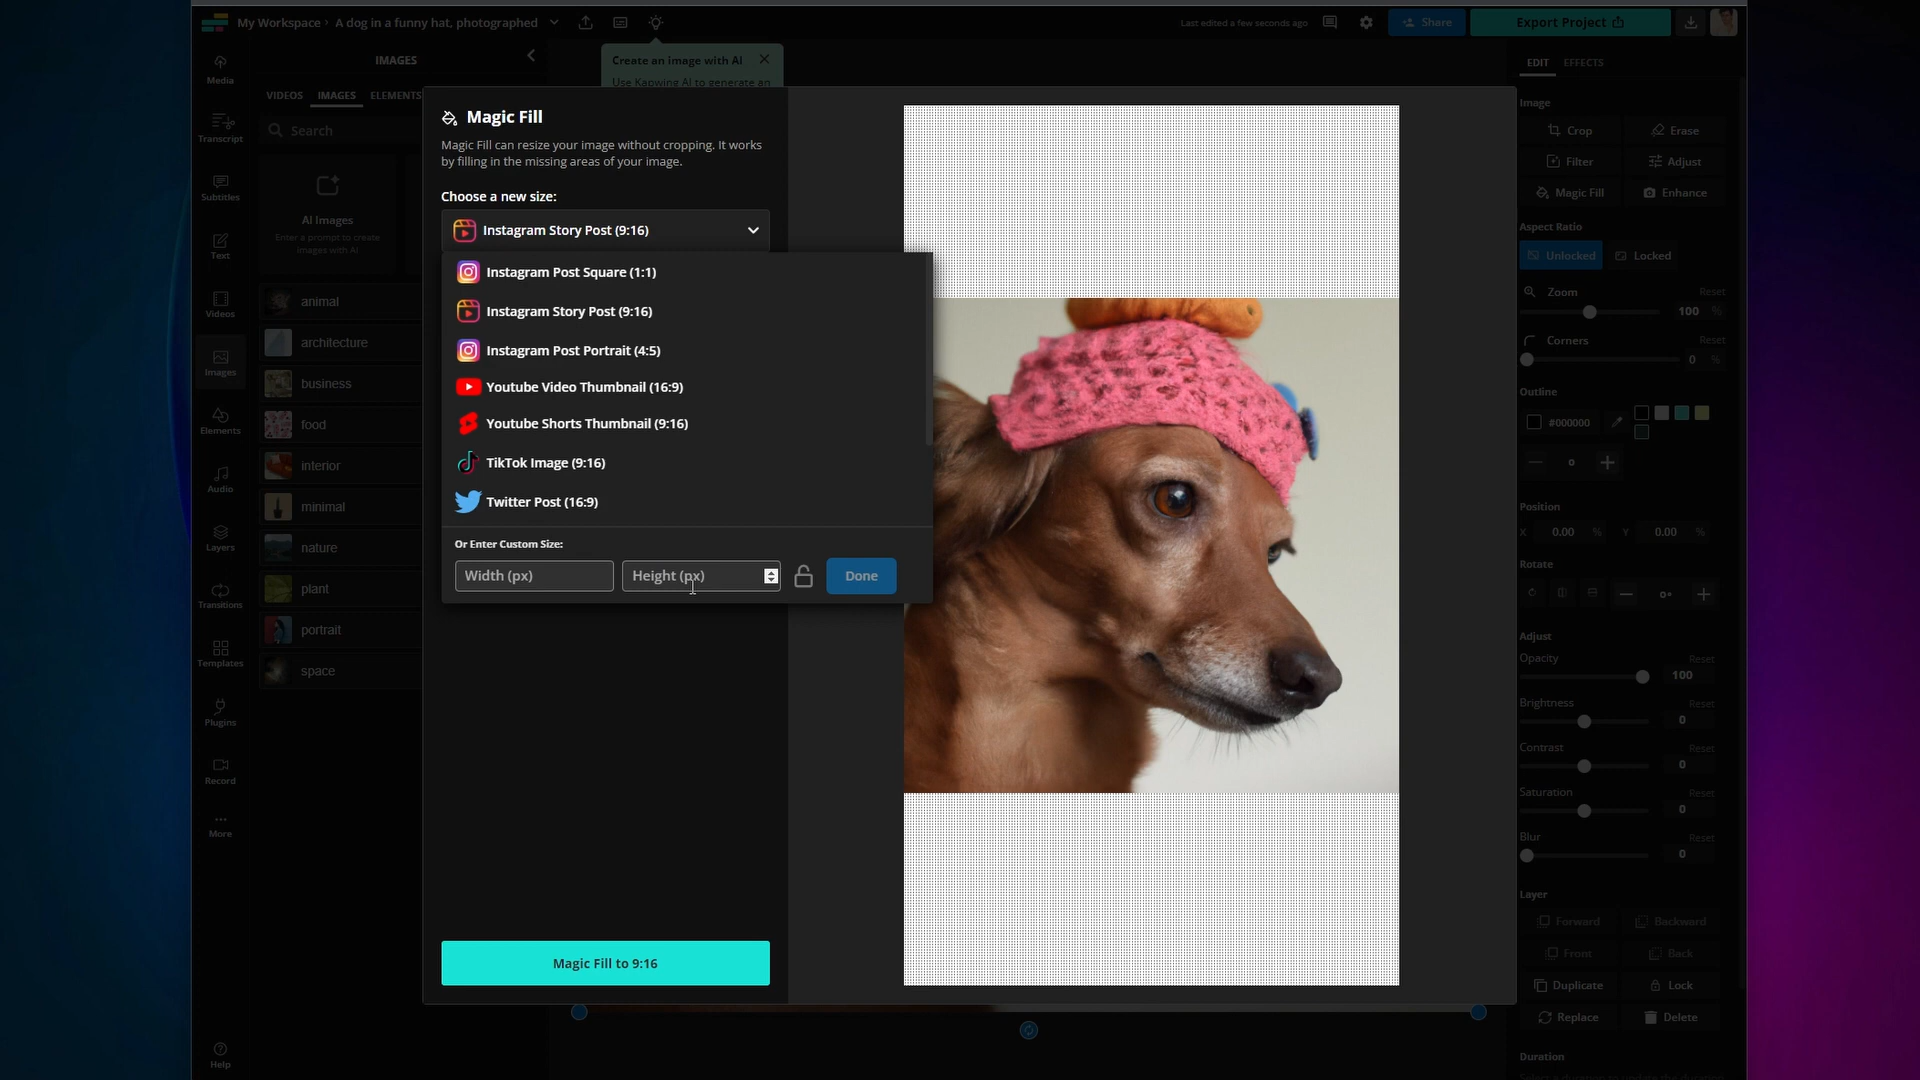 My Workspace › A dog in a funny hat, photographed
Last edited a few seconds ago
Share
Export Project
Media
Transcript
Subtitles
Text
Videos
Images
Elements
Audio
Layers
Transitions
Templates
Plugins
Record
More
Help
IMAGES
VIDEOS IMAGES ELEMENTS
Search
AI Images
Enter a prompt to create
images with AI
animal
architecture
business
food
interior
minimal
nature
plant
portrait
space
Create an image with AI
Use Kapwing AI to generate an
Magic Fill
Magic Fill can resize your image without cropping. It works
by filling in the missing areas of your image.
Choose a new size:
Instagram Story Post (9:16)
Instagram Post Square (1:1)
Instagram Story Post (9:16)
Instagram Post Portrait (4:5)
Youtube Video Thumbnail (16:9)
Youtube Shorts Thumbnail (9:16)
TikTok Image (9:16)
Twitter Post (16:9)
Or Enter Custom Size:
Width (px) Height (px) Done
Magic Fill to 9:16
EDIT EFFECTS
Image
Crop Erase
Filter Adjust
Magic Fill Enhance
Aspect Ratio
Unlocked Locked
Zoom Reset
100 %
Corners Reset
0 %
Outline
#000000
0
Position
X 0.00 % Y 0.00 %
Rotate
0°
Adjust
Opacity Reset
100
Brightness Reset
0
Contrast Reset
0
Saturation Reset
0
Blur Reset
0
Layer
Forward Backward
Front Back
Duplicate Lock
Replace Delete
Duration